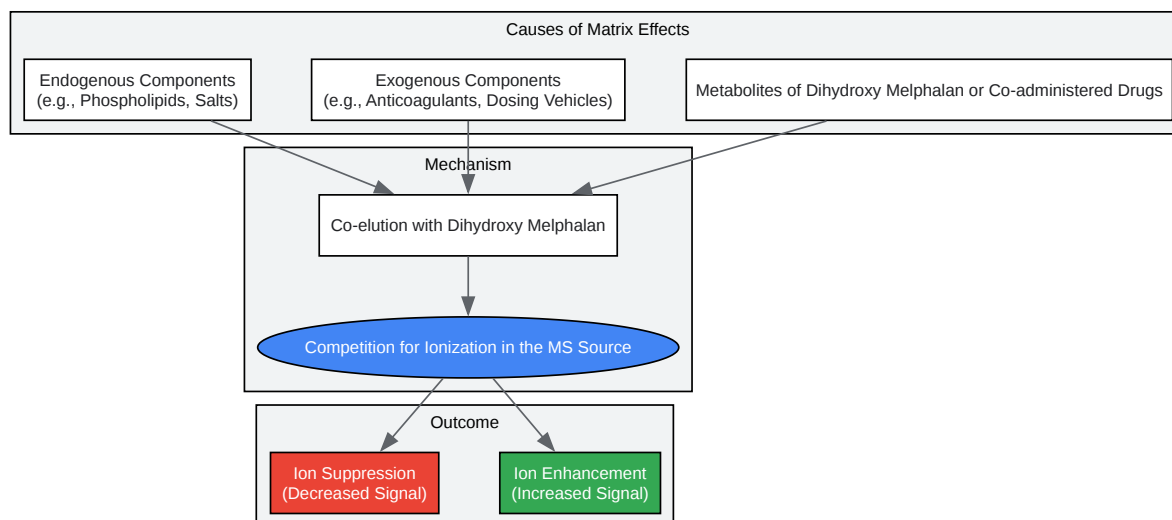 Causes of Matrix Effects
Endogenous Components
(e.g., Phospholipids, Salts)
Exogenous Components
(e.g., Anticoagulants, Dosing Vehicles)
Metabolites of Dihydroxy Melphalan or Co-administered Drugs
Mechanism
Co-elution with Dihydroxy Melphalan
Competition for Ionization in the MS Source
Outcome
Ion Suppression
(Decreased Signal)
Ion Enhancement
(Increased Signal)